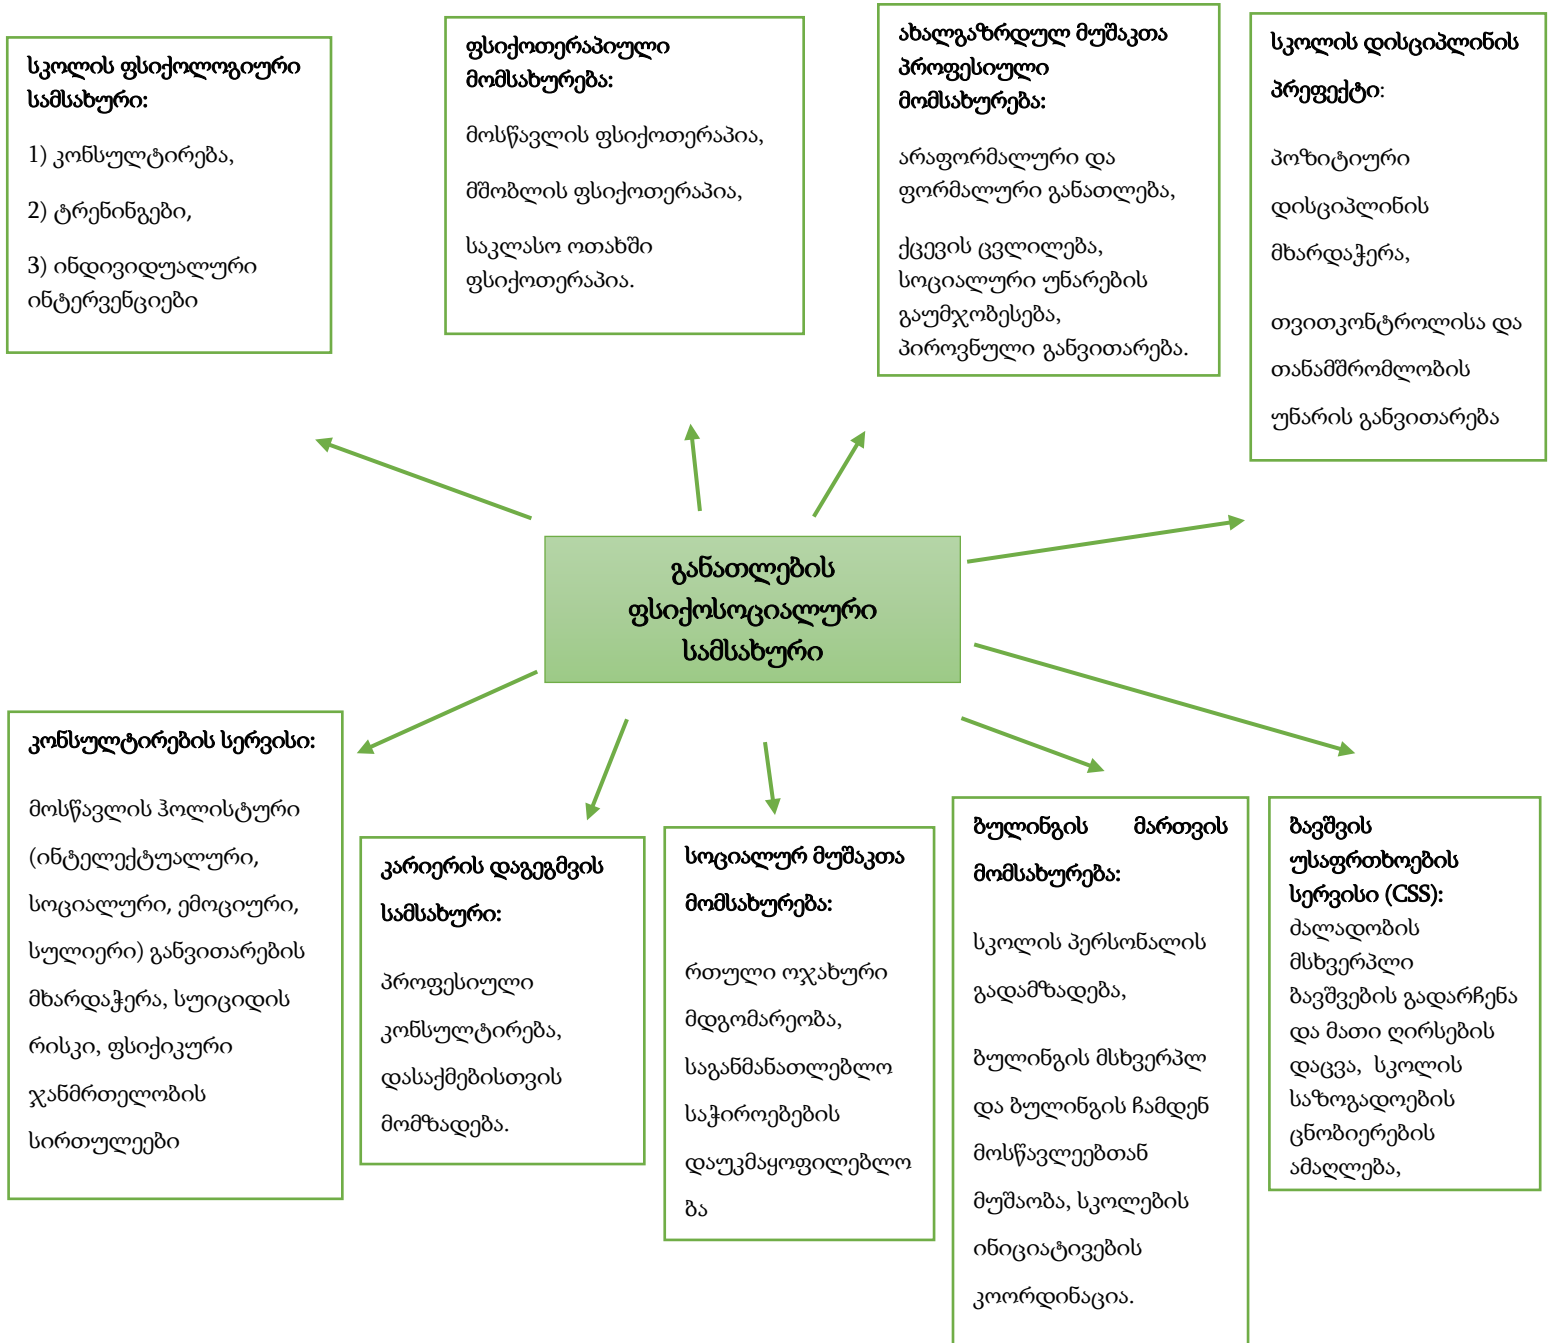 სკოლის ფსიქოლოგიური
სამსახური:
1) კონსულტირება,
2) ტრენინგები,
3) ინდივიდუალური
ინტერვენციები
ფსიქოთერაპიული
მომსახურება:
მოსწავლის ფსიქოთერაპია,
მშობლის ფსიქოთერაპია,
საკლასო ოთახში
ფსიქოთერაპია.
ახალგაზრდულ მუშაკთა
პროფესიული
მომსახურება:
არაფორმალური და
ფორმალური განათლება,
ქცევის ცვლილება,
სოციალური უნარების
გაუმჯობესება,
პიროვნული განვითარება.
სკოლის დისციპლინის
პრეფექტი:
პოზიტიური
დისციპლინის
მხარდაჭერა,
თვითკონტროლისა და
თანამშრომლობის
უნარის განვითარება
განათლების
ფსიქოსოციალური
სამსახური
კონსულტირების სერვისი:
მოსწავლის ჰოლისტური
(ინტელექტუალური,
სოციალური, ემოციური,
სულიერი) განვითარების
მხარდაჭერა, სუიციდის
რისკი, ფსიქიკური
ჯანმრთელობის
სირთულეები
კარიერის დაგეგმვის
სამსახური:
პროფესიული
კონსულტირება,
დასაქმებისთვის
მომზადება.
სოციალურ მუშაკთა
მომსახურება:
რთული ოჯახური
მდგომარეობა,
საგანმანათლებლო
საჭიროებების
დაუკმაყოფილებლო
ბა
ბულინგის მართვის
მომსახურება:
სკოლის პერსონალის
გადამზადება,
ბულინგის მსხვერპლ
და ბულინგის ჩამდენ
მოსწავლეებთან
მუშაობა, სკოლების
ინიციატივების
კოორდინაცია.
ბავშვის
უსაფრთხოების
სერვისი (CSS):
ძალადობის
მსხვერპლი
ბავშვების გადარჩენა
და მათი ღირსების
დაცვა, სკოლის
საზოგადოების
ცნობიერების
ამაღლება,